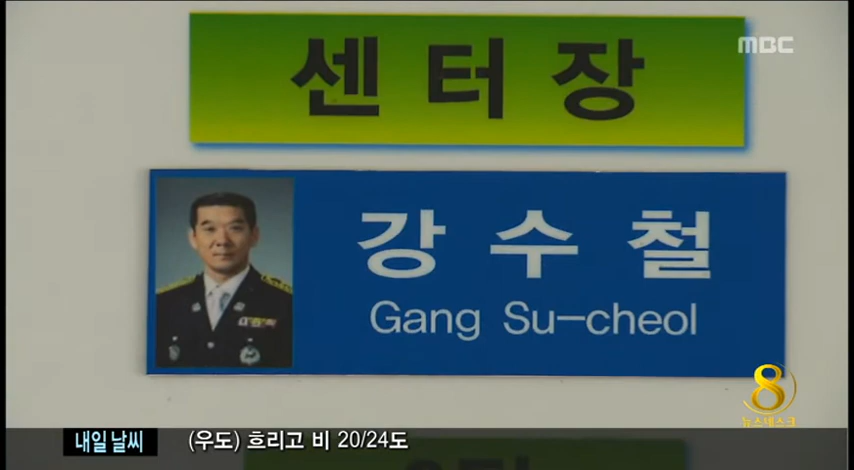 MBC
센터장
강수철
Gang Su-cheol
8
뉴스데스크
내일 날씨 (우도) 흐리고 비 20/24도